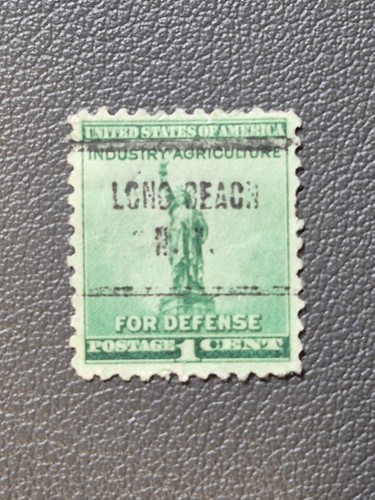 UNITED STATES OF AMERICA
INDUSTRY AGRICULTURE
LONG BEACH
N. Y.
FOR DEFENSE
POSTAGE 1 CENT